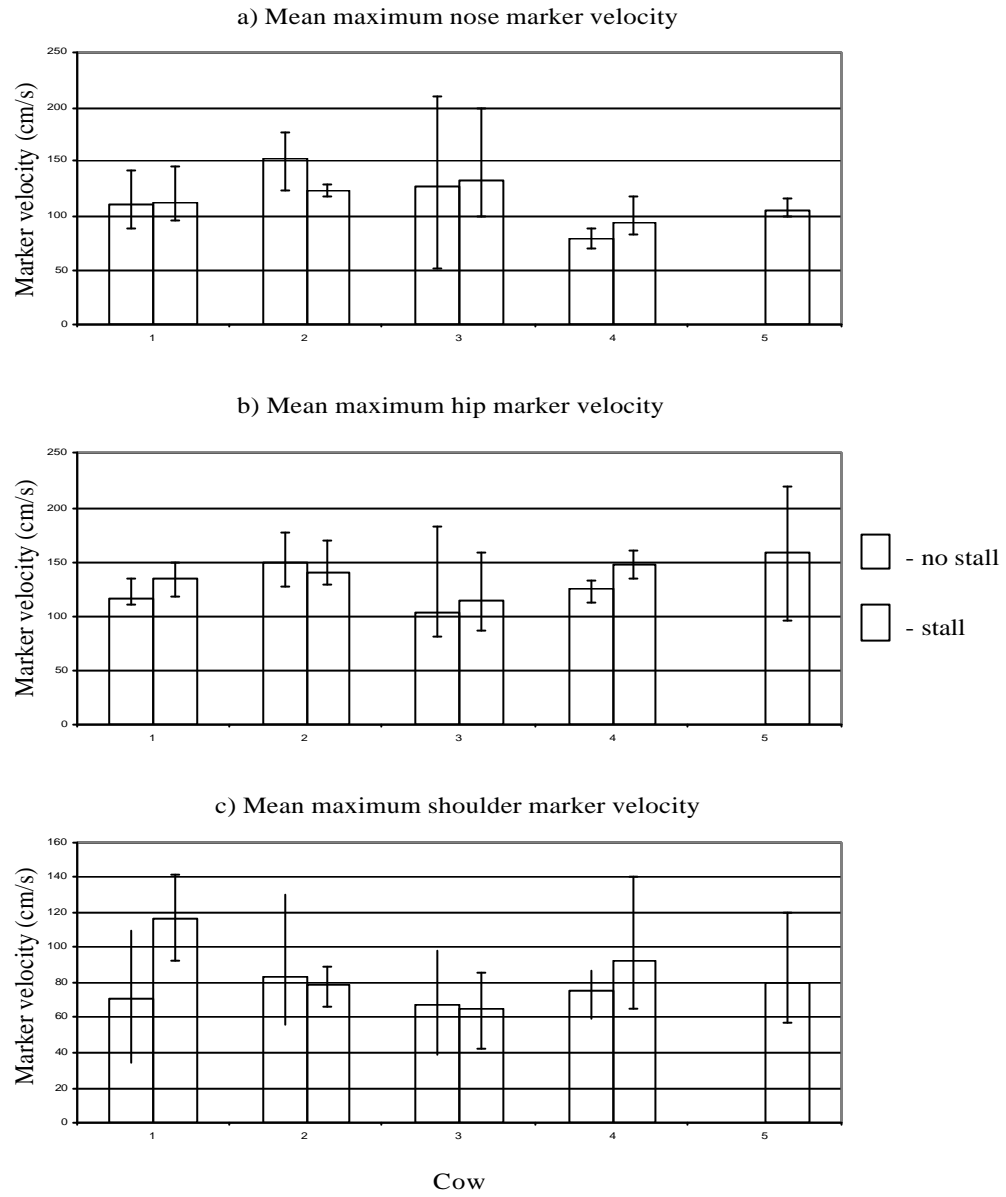 a) Mean maximum nose marker velocity
Marker velocity (cm/s)
250
200
150
100
50
0
1 2 3 4 5
b) Mean maximum hip marker velocity
Marker velocity (cm/s)
250
200
150
100
50
0
1 2 3 4 5
- no stall
- stall
c) Mean maximum shoulder marker velocity
Marker velocity (cm/s)
160
140
120
100
80
60
40
20
0
1 2 3 4 5
Cow